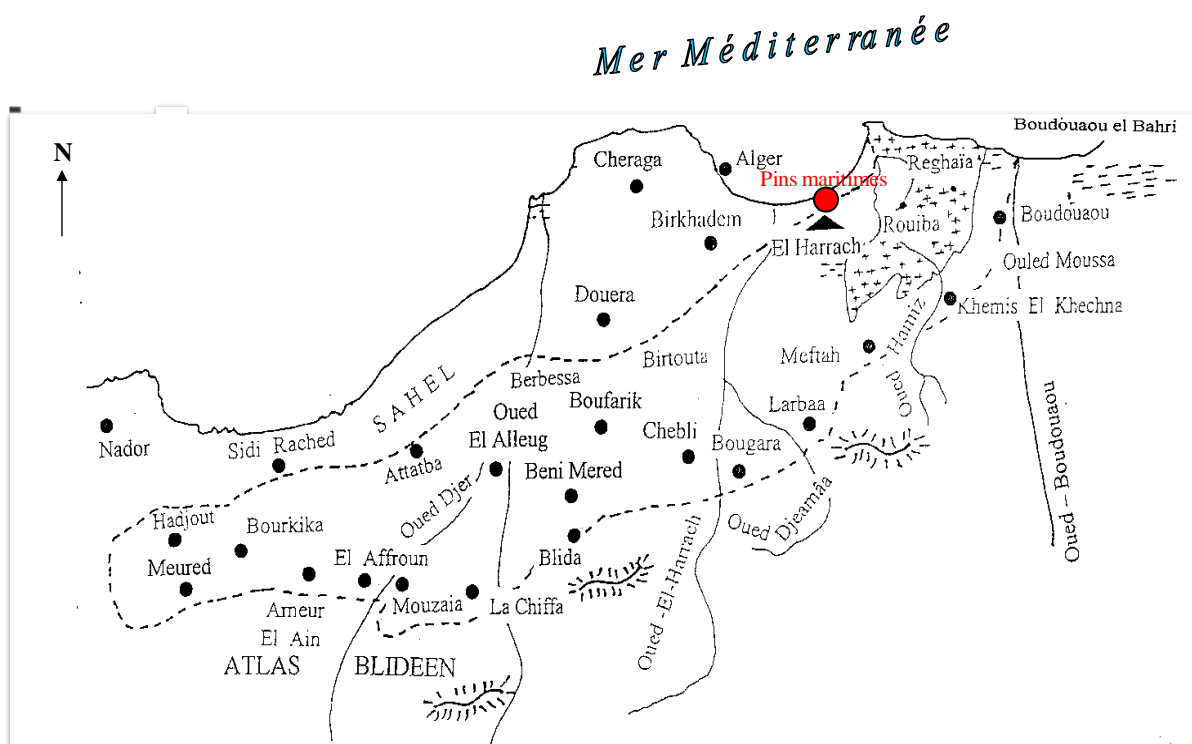 Mer Méditerranée
Boudouaou el Bahri
N
Cheraga
Alger
Reghaïa
Pins maritimes
Birkhadem
Rouiba
Boudouaou
El Harrach
Ouled Moussa
Douera
Khemis El Khechna
Hamiz
Oued
Birtouta
Meftah
SAHEL
Berbessa
Oued
El Alleug
Boufarik
Larbaa
Nador
Sidi Rached
Chebli
Bougara
Attatba
Beni Mered
Oued Djer
Oued – Boudouaou
Hadjout
Bourkika
Oued Djeamâa
Meured
El Affroun
Blida
Oued -El-Harrach
Ameur
El Ain
Mouzaia
La Chiffa
ATLAS BLIDEEN